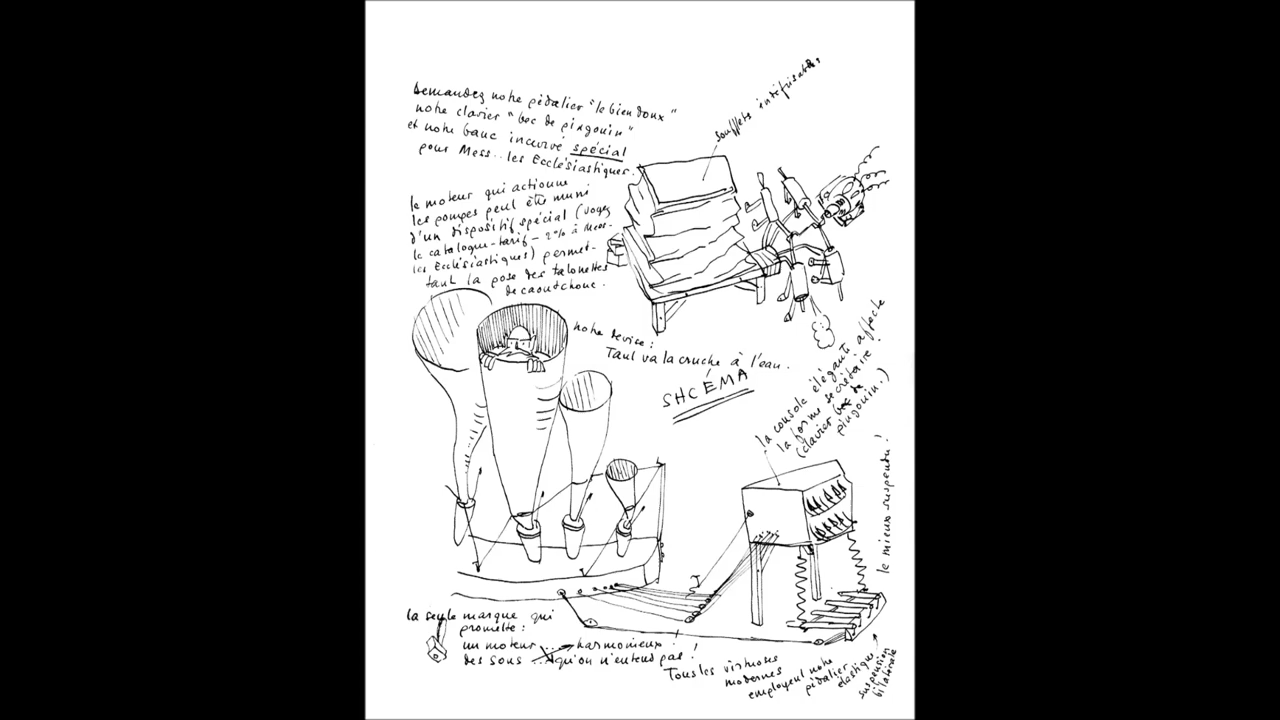 Demandez notre pédalier "le bien doux"
notre clavier "bec de pingouin"
et notre banc incurvé spécial
pour Mess.. les Ecclésiastiques.
le moteur qui actionne
les pompes peut être muni
d'un dispositif spécial (voyez
le catalogue-tarif - 2% à Mess.
les Ecclésiastiques) permet-
tant la pose des talonettes
de caoutchouc.
soufflets
notre devise:
Tant va la cruche à l'eau.
SHCÉMA
la console élégante affecte
la forme secrétaire!
(clavier bec de
pingouin.)
le mieux suspendu!
la seule marque qui
promette:
un moteur ... harmonieux!
des sons ... qu'on n'entend pas!
Tous les virtuoses
modernes
employent notre
pédalier
élastique
suspension
bilatérale